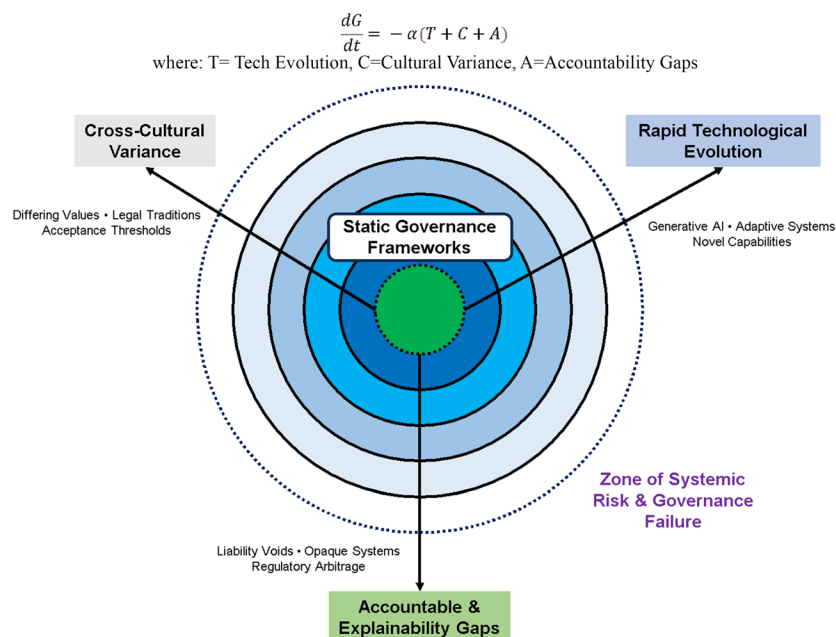 dG/dt = − α(T + C + A)
where: T= Tech Evolution, C=Cultural Variance, A=Accountability Gaps
Cross-Cultural
Variance
Rapid Technological
Evolution
Differing Values • Legal Traditions
Acceptance Thresholds
Static Governance
Frameworks
Generative AI • Adaptive Systems
Novel Capabilities
Zone of Systemic
Risk & Governance
Failure
Liability Voids • Opaque Systems
Regulatory Arbitrage
Accountable &
Explainability Gaps